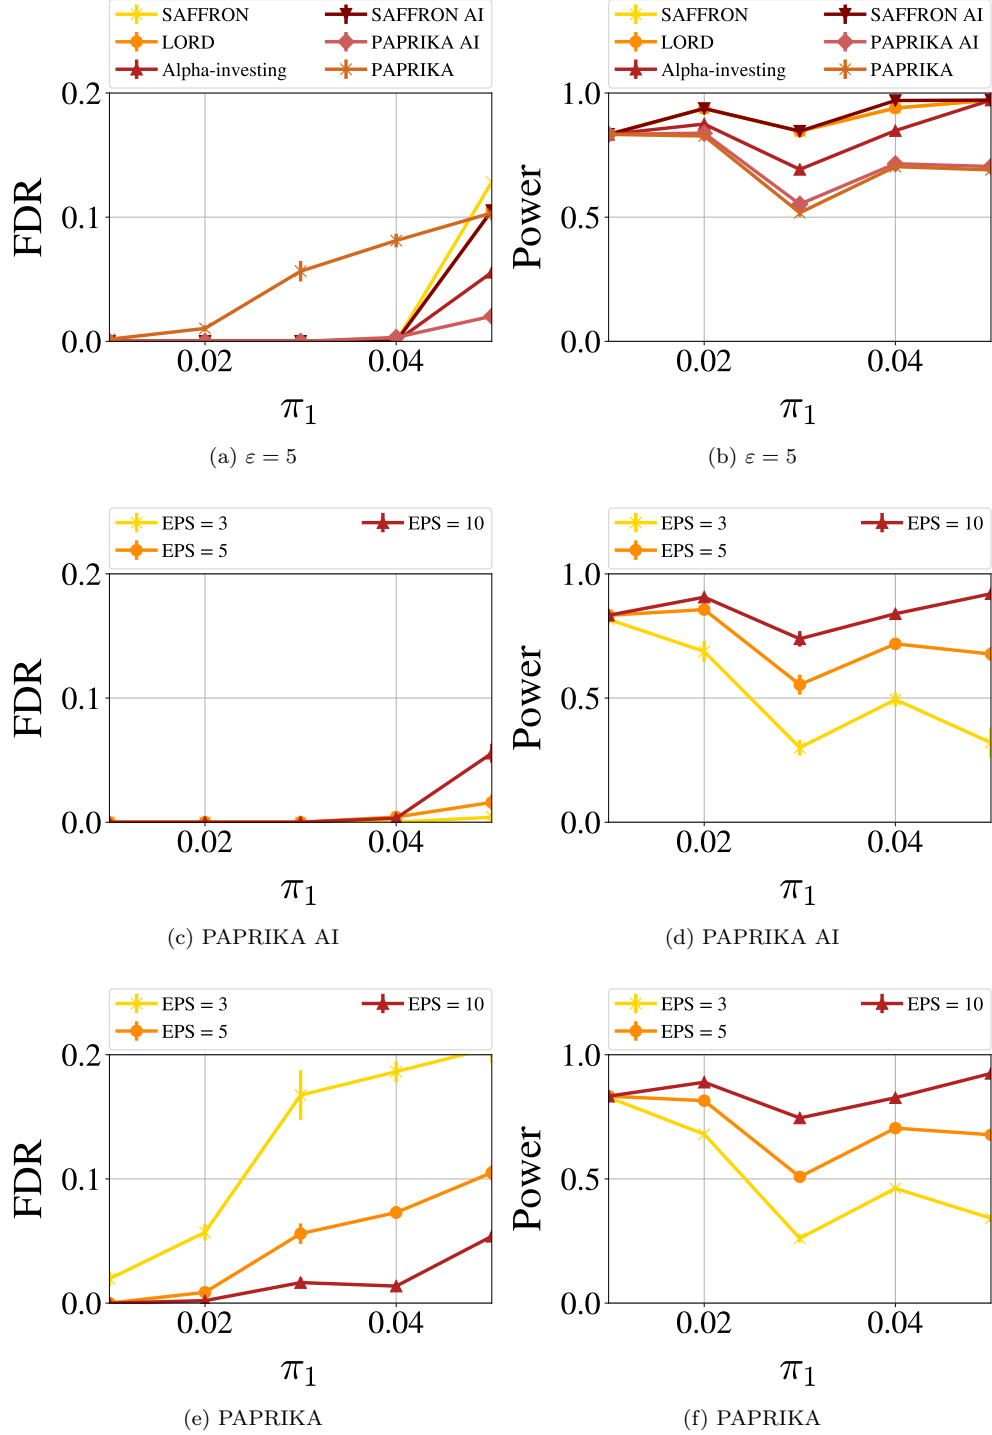 SAFFRON
LORD
Alpha-investing
SAFFRON AI
PAPRIKA AI
PAPRIKA
FDR
0.2
0.1
0.0
0.02
0.04
π1
(a) ε = 5
SAFFRON
LORD
Alpha-investing
SAFFRON AI
PAPRIKA AI
PAPRIKA
Power
1.0
0.5
0.0
0.02
0.04
π1
(b) ε = 5
EPS = 3
EPS = 5
EPS = 10
FDR
0.2
0.1
0.0
0.02
0.04
π1
(c) PAPRIKA AI
EPS = 3
EPS = 5
EPS = 10
Power
1.0
0.5
0.0
0.02
0.04
π1
(d) PAPRIKA AI
EPS = 3
EPS = 5
EPS = 10
FDR
0.2
0.1
0.0
0.02
0.04
π1
(e) PAPRIKA
EPS = 3
EPS = 5
EPS = 10
Power
1.0
0.5
0.0
0.02
0.04
π1
(f) PAPRIKA